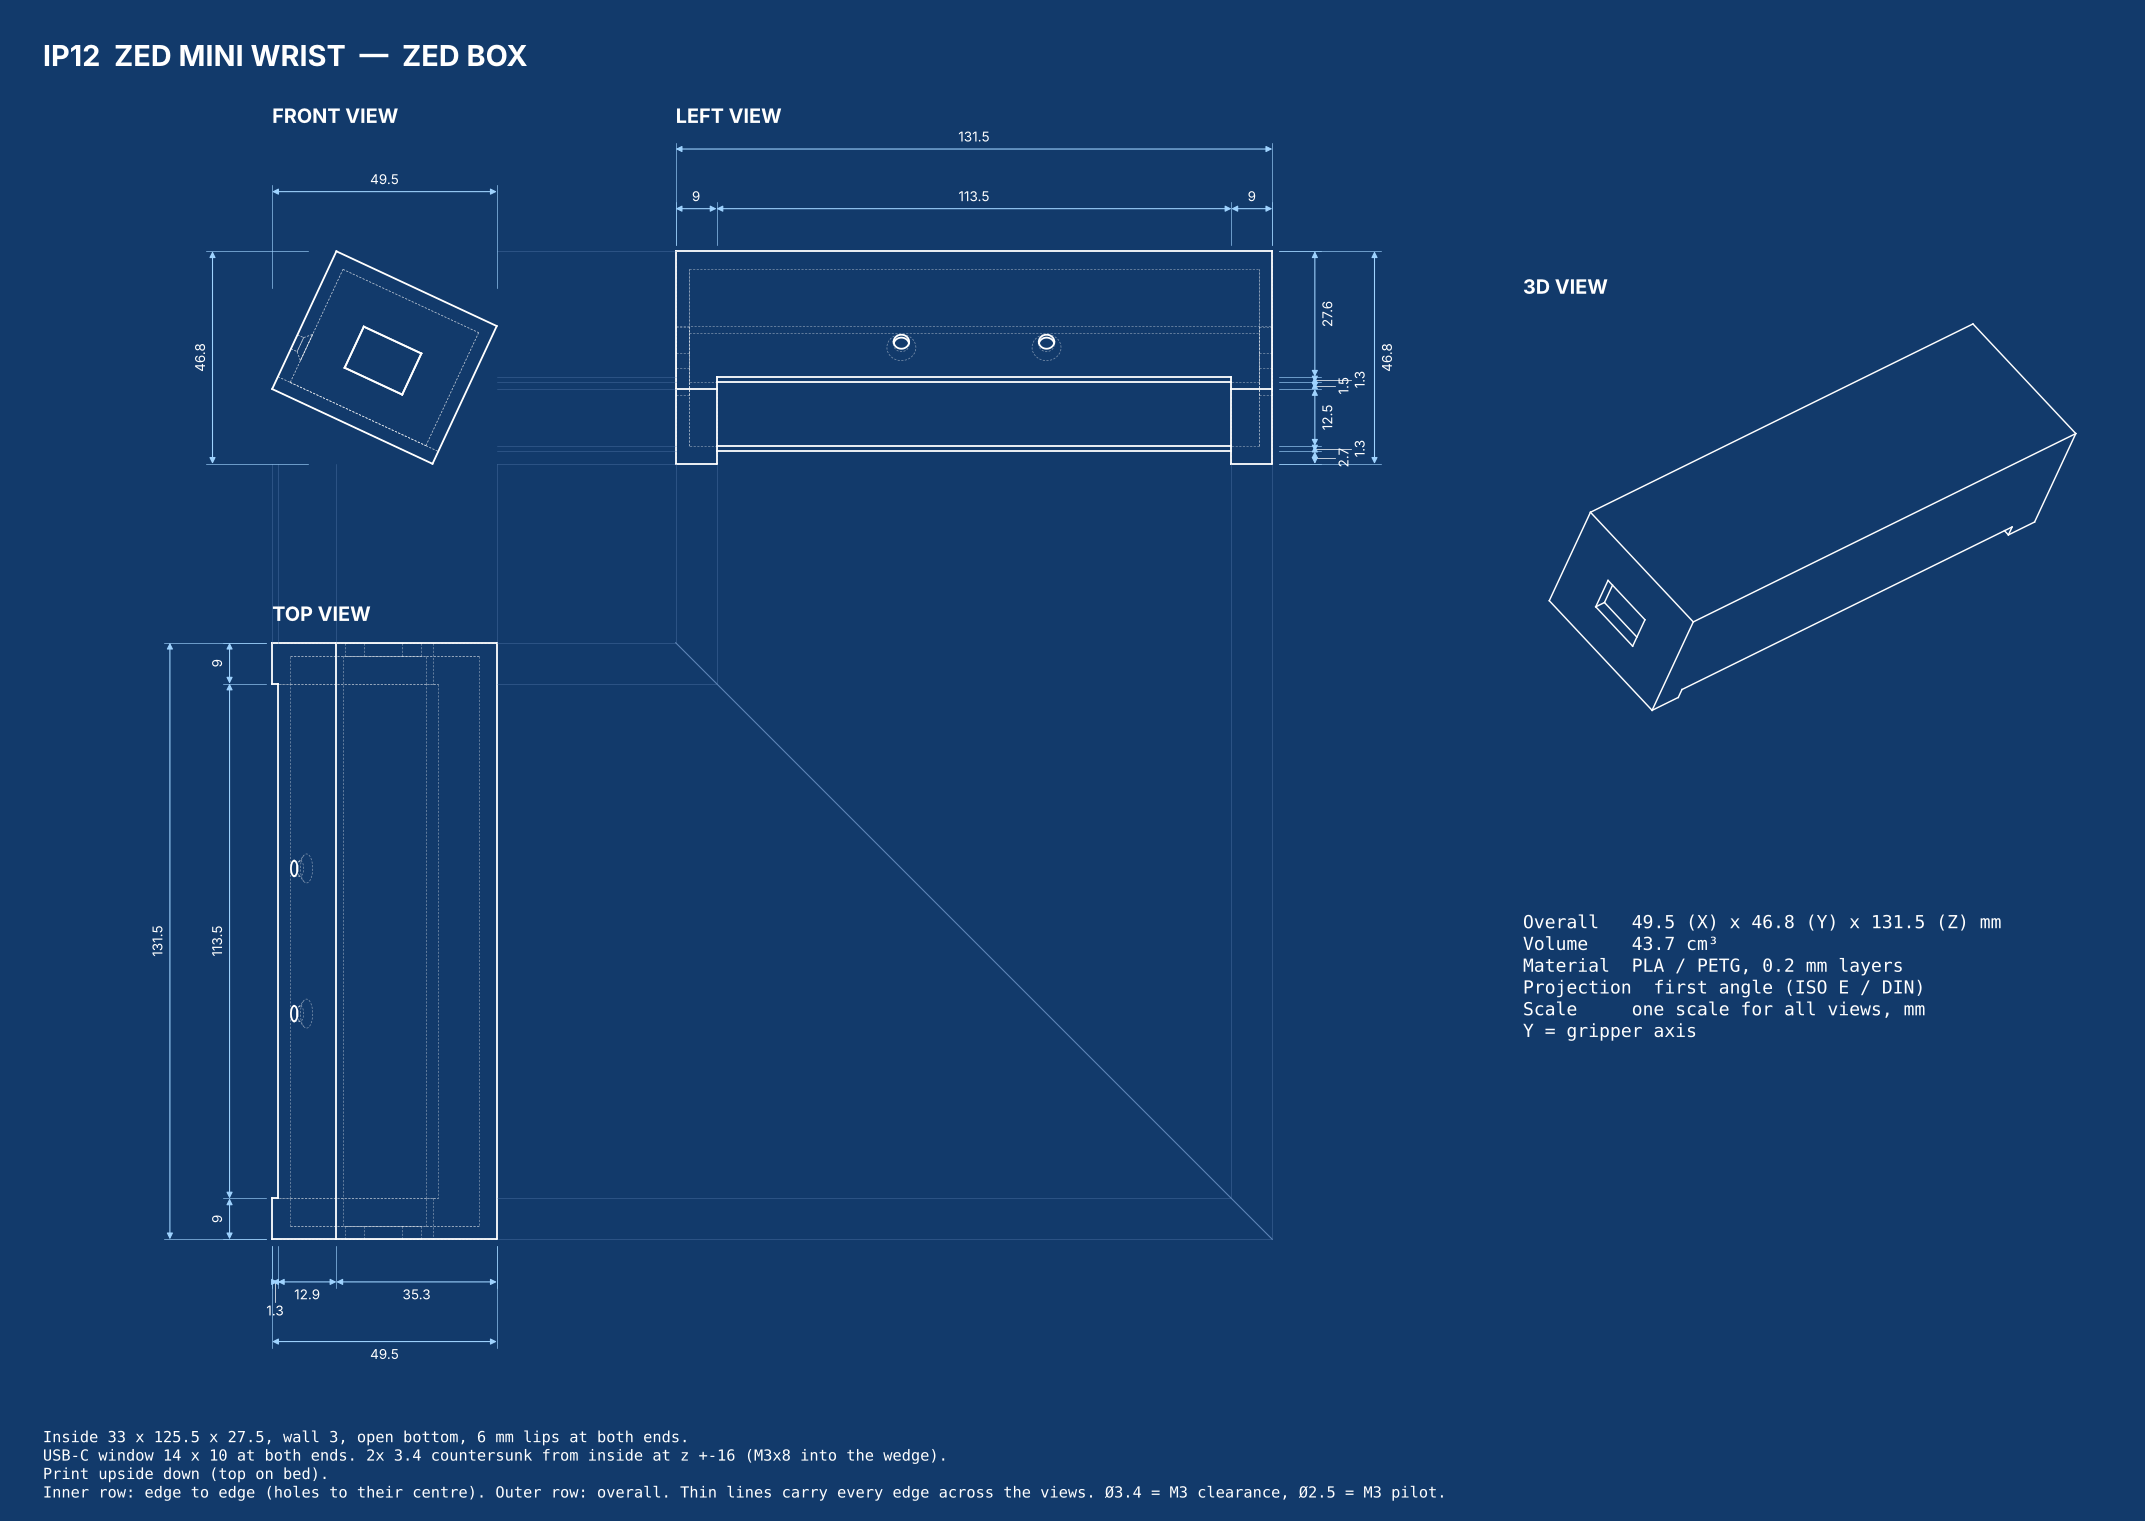 IP12 ZED MINI WRIST — ZED BOX
FRONT VIEW
LEFT VIEW
131.5
49.5
9
113.5
9
46.8
27.6
46.8
1.5
1.3
12.5
1.3
2.7
3D VIEW
TOP VIEW
9
131.5
113.5
9
12.9
35.3
1.3
49.5
Overall 49.5 (X) x 46.8 (Y) x 131.5 (Z) mm
Volume 43.7 cm³
Material PLA / PETG, 0.2 mm layers
Projection first angle (ISO E / DIN)
Scale one scale for all views, mm
Y = gripper axis
Inside 33 x 125.5 x 27.5, wall 3, open bottom, 6 mm lips at both ends.
USB-C window 14 x 10 at both ends. 2x 3.4 countersunk from inside at z +-16 (M3x8 into the wedge).
Print upside down (top on bed).
Inner row: edge to edge (holes to their centre). Outer row: overall. Thin lines carry every edge across the views. Ø3.4 = M3 clearance, Ø2.5 = M3 pilot.